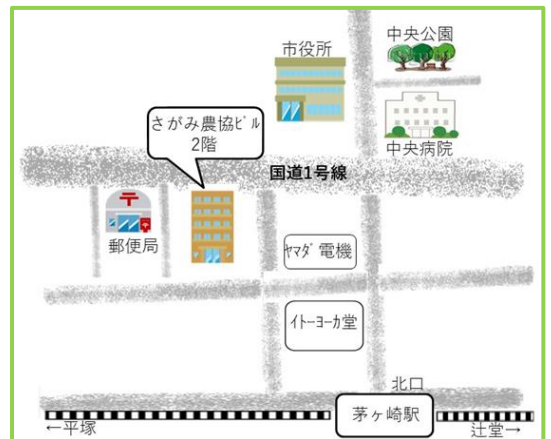 中央公園
市役所
さがみ農協ﾋﾞﾙ
2階
中央病院
国道1号線
〒
郵便局
ﾔﾏﾀﾞ電機
ｲﾄｰﾖｰｶ堂
北口
茅ヶ崎駅
←平塚
辻堂→